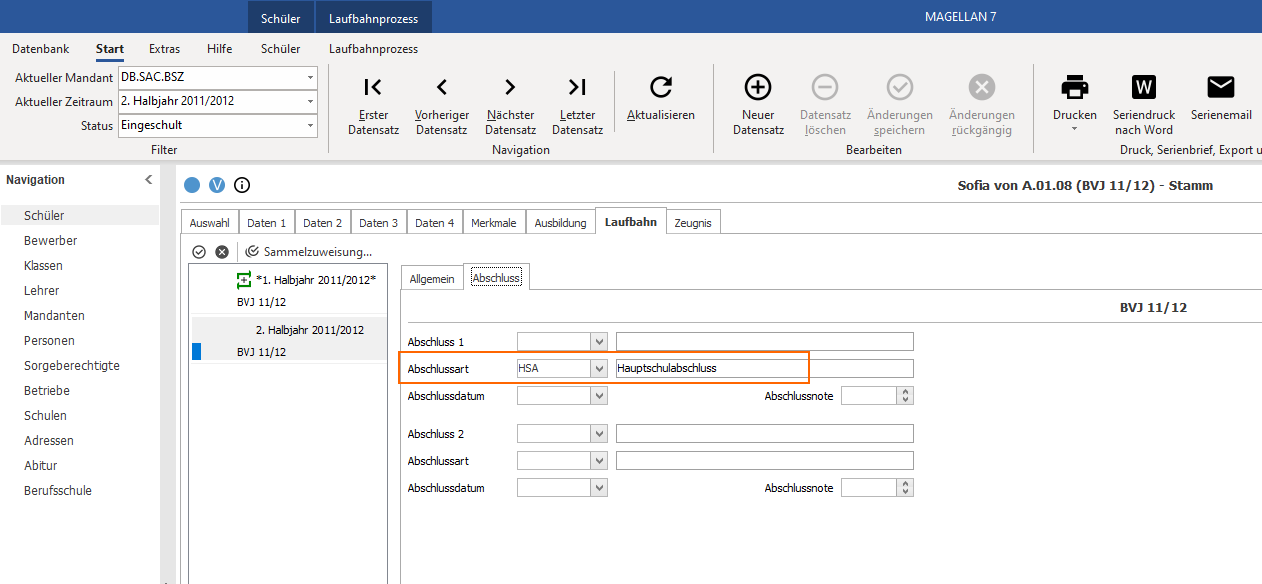 Schüler Laufbahnprozess MAGELLAN 7
Datenbank Start Extras Hilfe Schüler Laufbahnprozess
Aktueller Mandant DB.SAC.BSZ
Aktueller Zeitraum 2. Halbjahr 2011/2012
Status Eingeschult
Filter
Erster Datensatz
Vorheriger Datensatz
Nächster Datensatz
Letzter Datensatz
Aktualisieren
Navigation
Neuer Datensatz
Datensatz löschen
Änderungen speichern
Änderungen rückgängig
Bearbeiten
Drucken
Seriendruck nach Word
Serienemail
Druck, Serienbrief, Export u
Navigation
Schüler
Bewerber
Klassen
Lehrer
Mandanten
Personen
Sorgeberechtigte
Betriebe
Schulen
Adressen
Abitur
Berufsschule
V
Sofia von A.01.08 (BVJ 11/12) - Stamm
Auswahl Daten 1 Daten 2 Daten 3 Daten 4 Merkmale Ausbildung Laufbahn Zeugnis
Sammelzuweisung...
*1. Halbjahr 2011/2012*
BVJ 11/12
2. Halbjahr 2011/2012
BVJ 11/12
Allgemein Abschluss
BVJ 11/12
Abschluss 1
Abschlussart HSA Hauptschulabschluss
Abschlussdatum Abschlussnote
Abschluss 2
Abschlussart
Abschlussdatum Abschlussnote